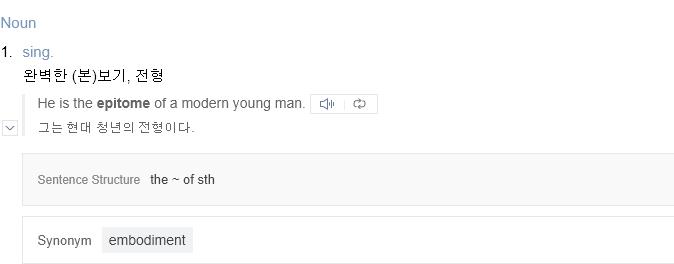 Noun
1. sing.
완벽한 (본)보기, 전형
He is the epitome of a modern young man.
그는 현대 청년의 전형이다.
Sentence Structure the ~ of sth
Synonym embodiment